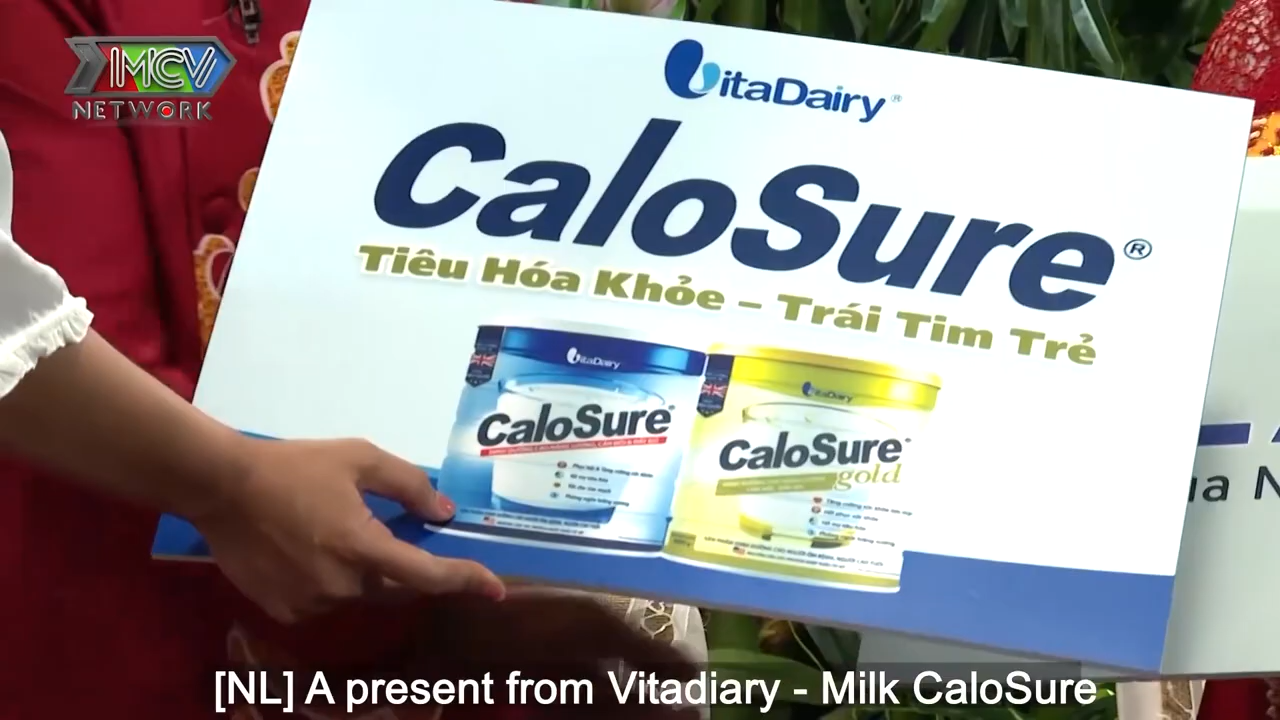 MCV
NETWORK
VitaDairy®
CaloSure®
Tiêu Hóa Khỏe – Trái Tim Trẻ
VitaDairy
CaloSure®
VitaDairy
CaloSure®
gold
[NL] A present from Vitadiary - Milk CaloSure